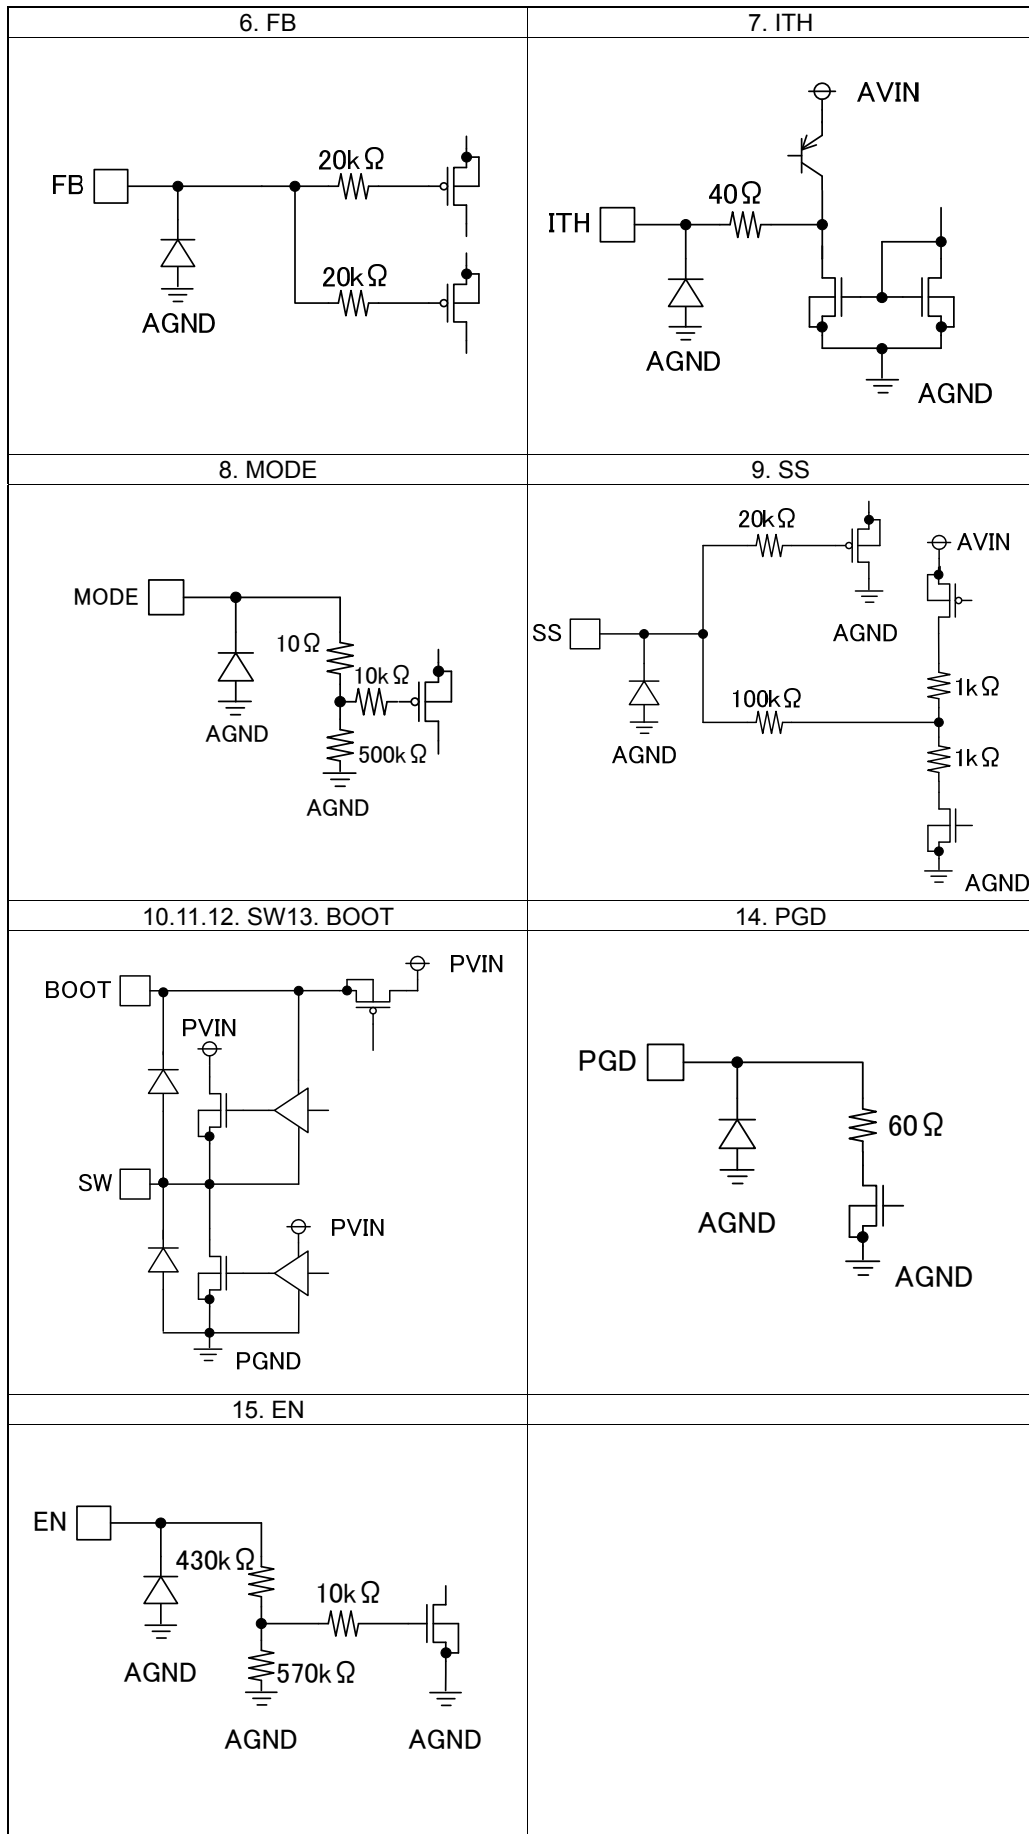 6. FB
FB
20kΩ
20kΩ
AGND
7. ITH
AVIN
40Ω
ITH
AGND
AGND
8. MODE
MODE
10Ω
10kΩ
AGND
500kΩ
AGND
9. SS
20kΩ
AVIN
SS
AGND
1kΩ
100kΩ
AGND
1kΩ
AGND
10.11.12. SW13. BOOT
BOOT
PVIN
PVIN
SW
PVIN
PGND
14. PGD
PGD
60Ω
AGND
AGND
15. EN
EN
430kΩ
10kΩ
AGND
570kΩ
AGND
AGND